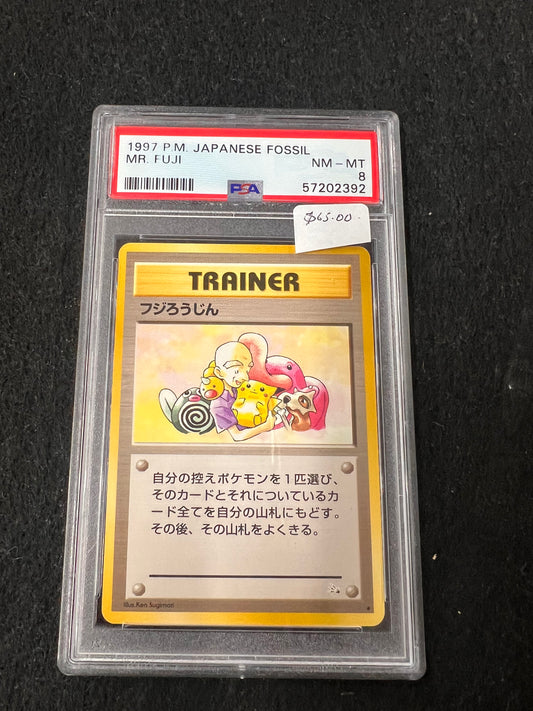 1997 P.M. JAPANESE FOSSIL
MR. FUJI NM - MT
8
PSA 57202392
$65.00
TRAINER
フジろうじん
自分の控えポケモンを1匹選び、
そのカードとそれについているカ
ード全てを自分の山札にもどす。
その後、その山札をよくきる。
Illus. Ken Sugimori